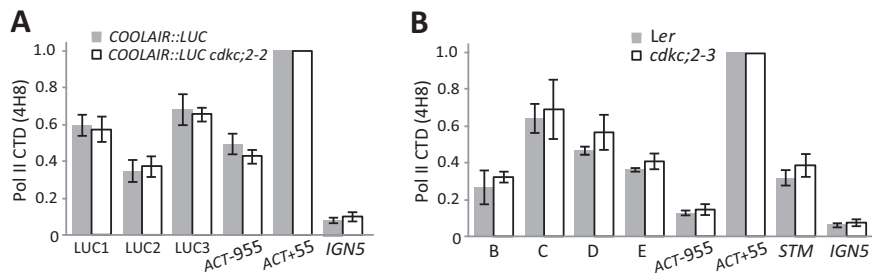 A
COOLAIR::LUC
COOLAIR::LUC cdkc;2-2
Pol II CTD (4H8)
1.0
0.8
0.6
0.4
0.2
0
LUC1 LUC2 LUC3 ACT-955 ACT+55 IGN5
B
Ler
cdkc;2-3
Pol II CTD (4H8)
1.0
0.8
0.6
0.4
0.2
0
B C D E ACT-955 ACT+55 STM IGN5